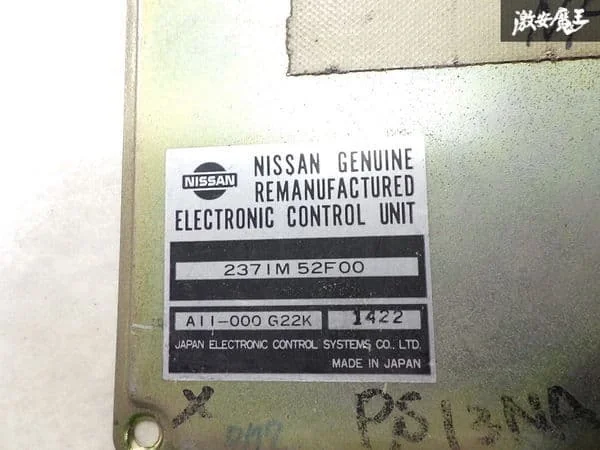 激安魔王
NISSAN
NISSAN GENUINE
REMANUFACTURED
ELECTRONIC CONTROL UNIT
2371M 52F00
A11-000 G22K 1422
JAPAN ELECTRONIC CONTROL SYSTEMS CO., LTD.
MADE IN JAPAN
X
PS13NA